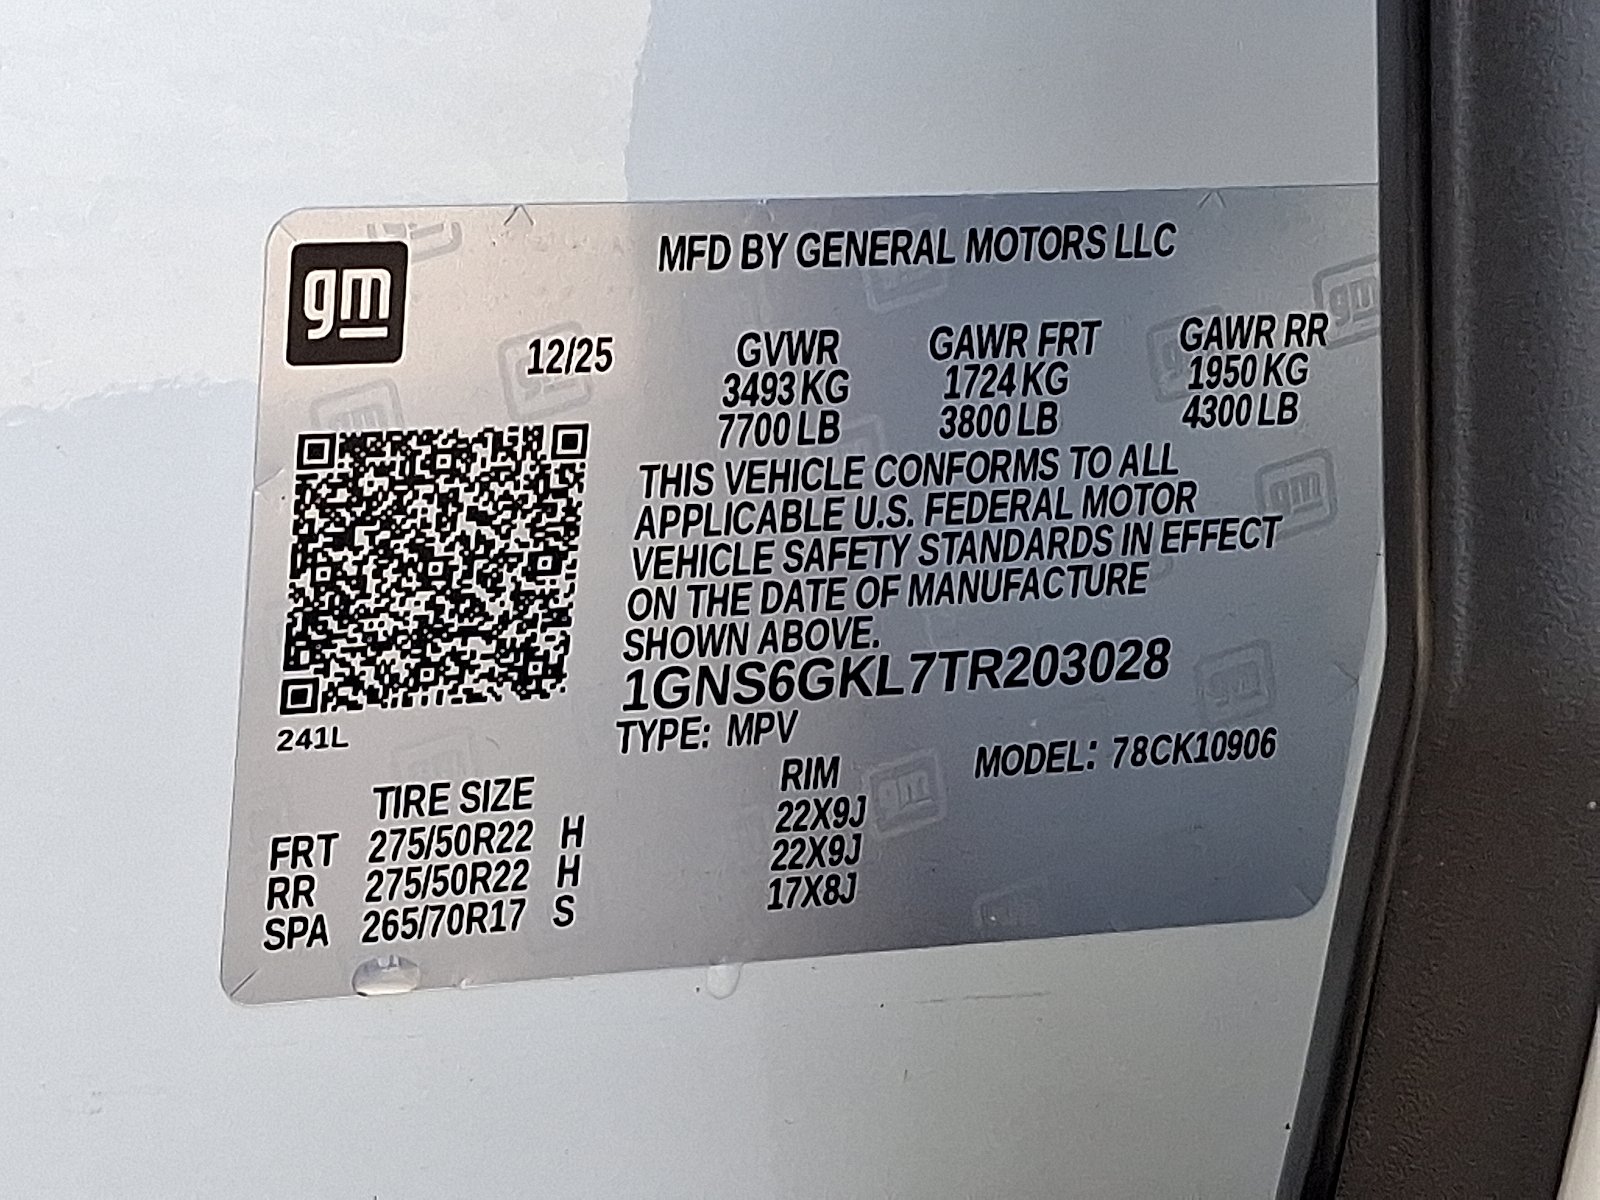 gm
MFD BY GENERAL MOTORS LLC
12/25 GVWR GAWR FRT GAWR RR
3493 KG 1724 KG 1950 KG
7700 LB 3800 LB 4300 LB
THIS VEHICLE CONFORMS TO ALL
APPLICABLE U.S. FEDERAL MOTOR
VEHICLE SAFETY STANDARDS IN EFFECT
ON THE DATE OF MANUFACTURE
SHOWN ABOVE.
1GNS6GKL7TR203028
241L
TYPE: MPV MODEL: 78CK10906
TIRE SIZE RIM
FRT 275/50R22 H 22X9J
RR 275/50R22 H 22X9J
SPA 265/70R17 S 17X8J